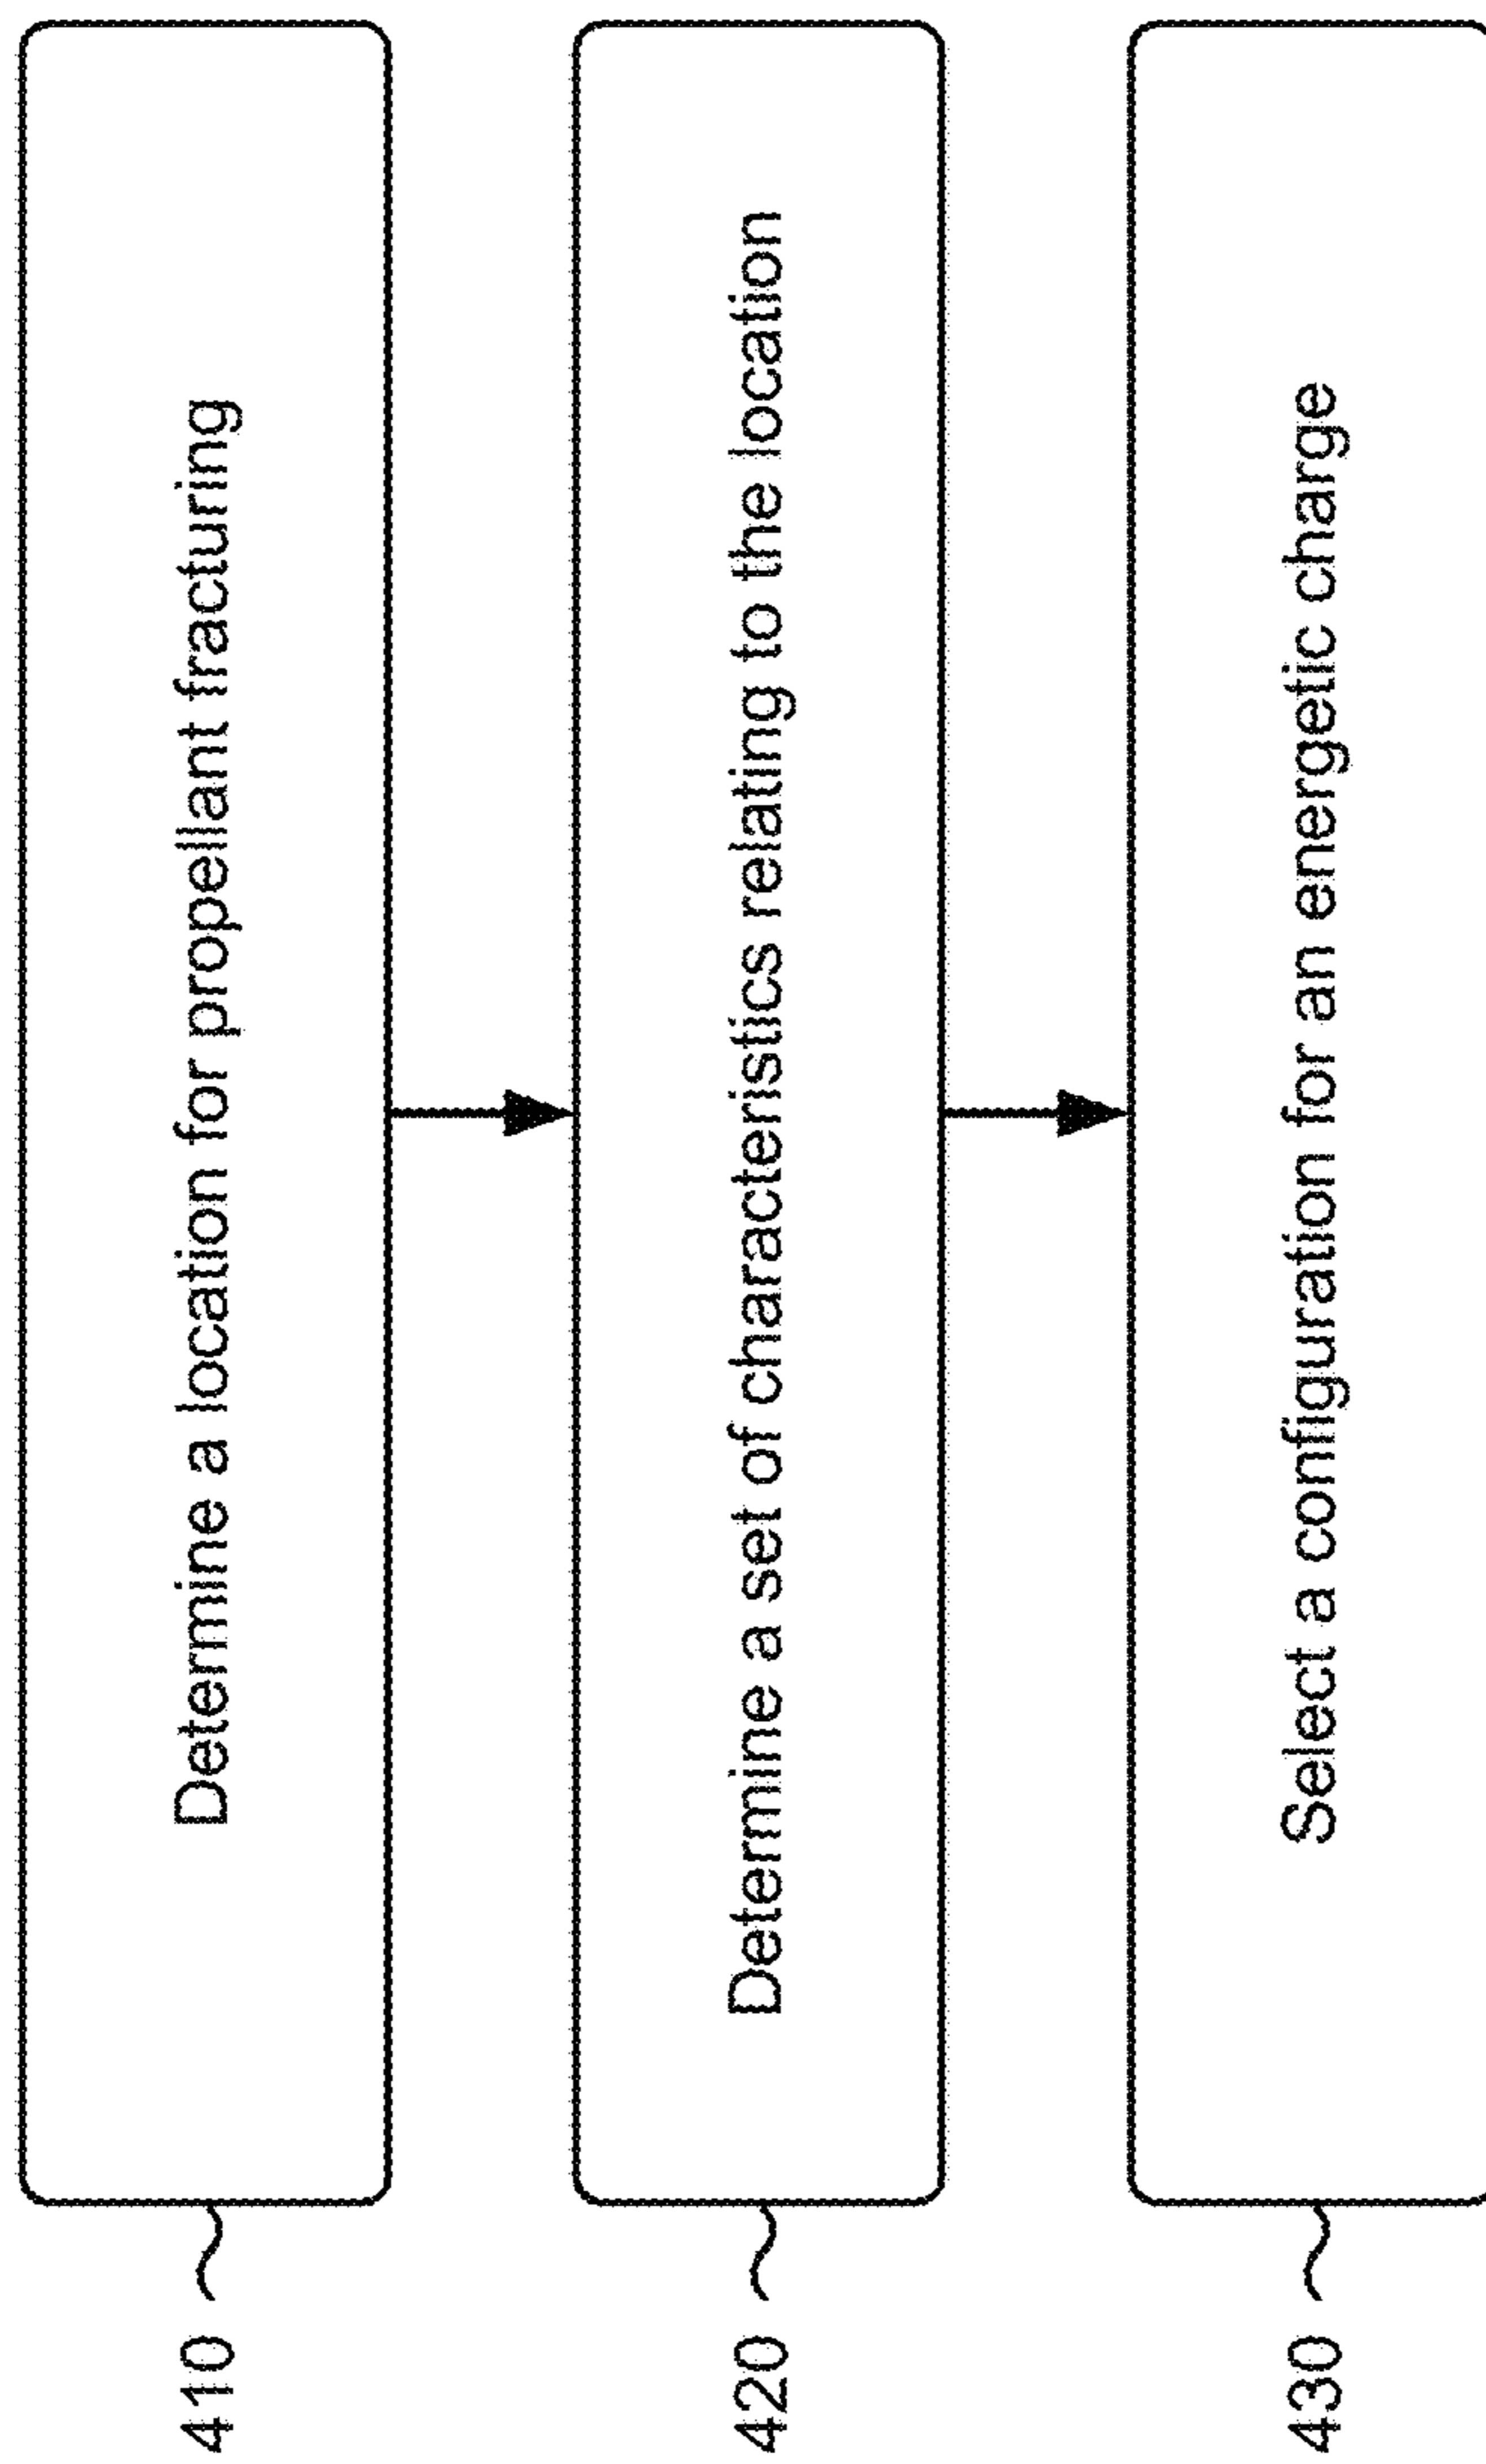 410
Determine a location for propellant fracturing
420
Determine a set of characteristics relating to the location
430
Select a configuration for an energetic charge